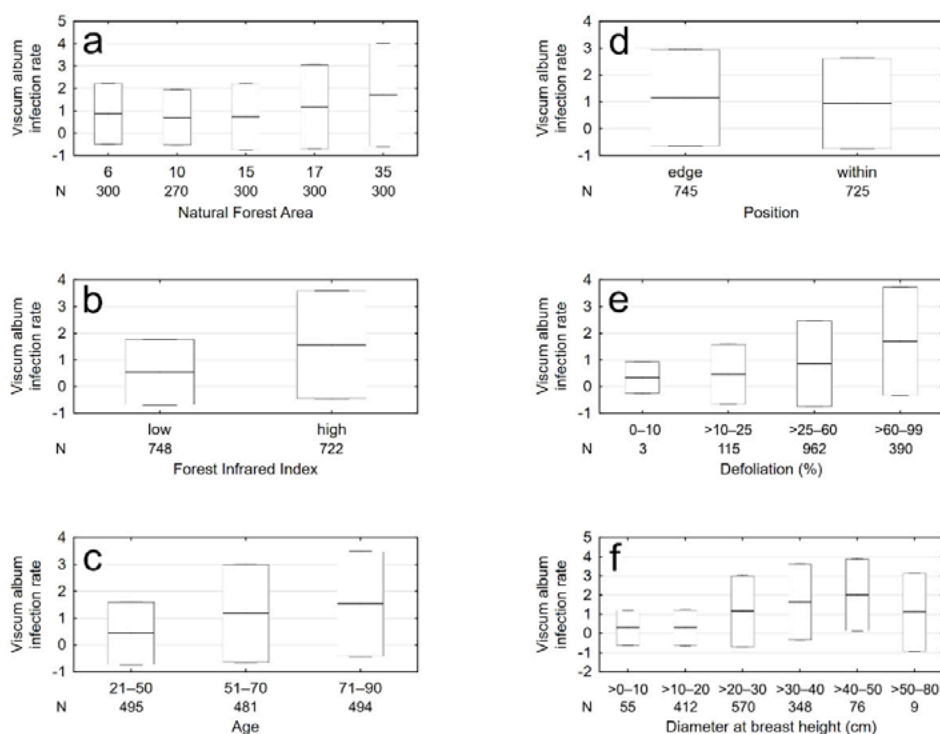 a
Viscum album
infection rate
5
4
3
2
1
0
-1
6 10 15 17 35
N 300 270 300 300 300
Natural Forest Area
b
Viscum album
infection rate
4
3
2
1
0
-1
low high
N 748 722
Forest Infrared Index
c
Viscum album
infection rate
4
3
2
1
0
-1
21–50 51–70 71–90
N 495 481 494
Age
d
Viscum album
infection rate
4
3
2
1
0
-1
edge within
N 745 725
Position
e
Viscum album
infection rate
4
3
2
1
0
-1
0–10 >10–25 >25–60 >60–99
N 3 115 962 390
Defoliation (%)
f
Viscum album
infection rate
5
4
3
2
1
0
-1
-2
>0–10 >10–20 >20–30 >30–40 >40–50 >50–80
N 55 412 570 348 76 9
Diameter at breast height (cm)